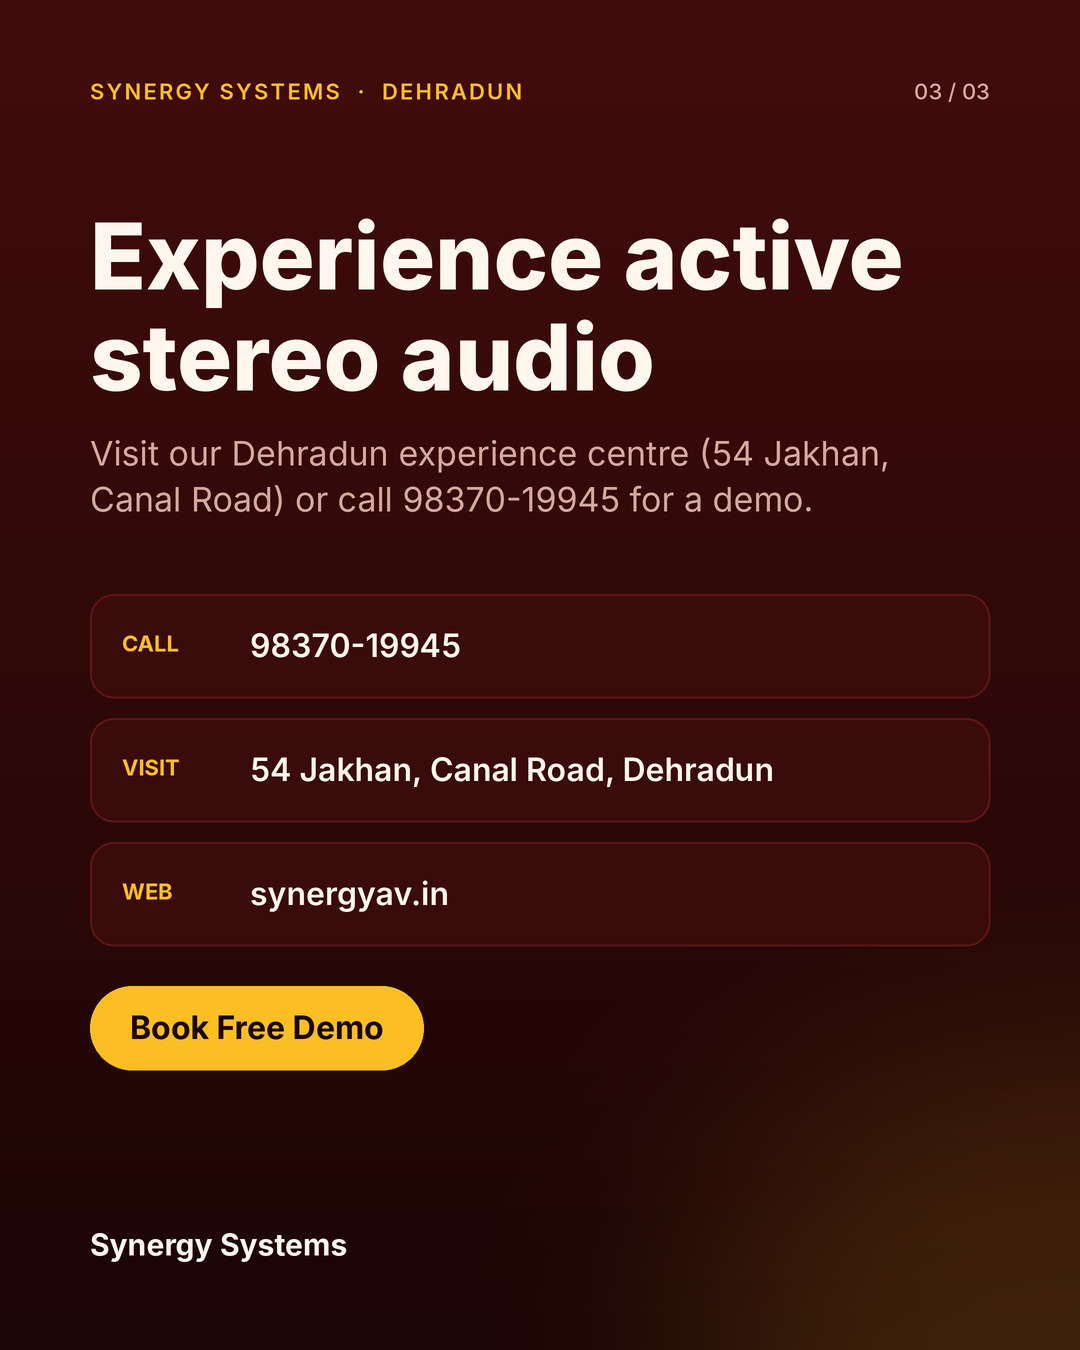 SYNERGY SYSTEMS · DEHRADUN
03 / 03
Experience active
stereo audio
Visit our Dehradun experience centre (54 Jakhan,
Canal Road) or call 98370-19945 for a demo.
CALL 98370-19945
VISIT 54 Jakhan, Canal Road, Dehradun
WEB synergyav.in
Book Free Demo
Synergy Systems